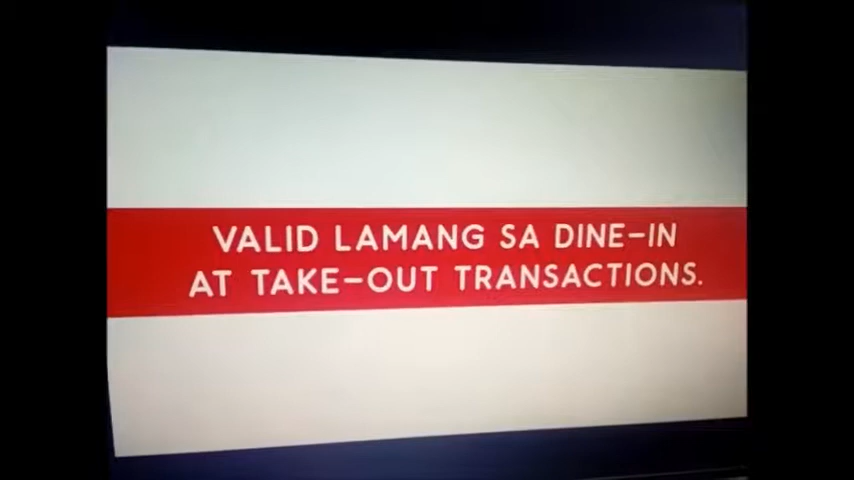 VALID LAMANG SA DINE-IN
AT TAKE-OUT TRANSACTIONS.